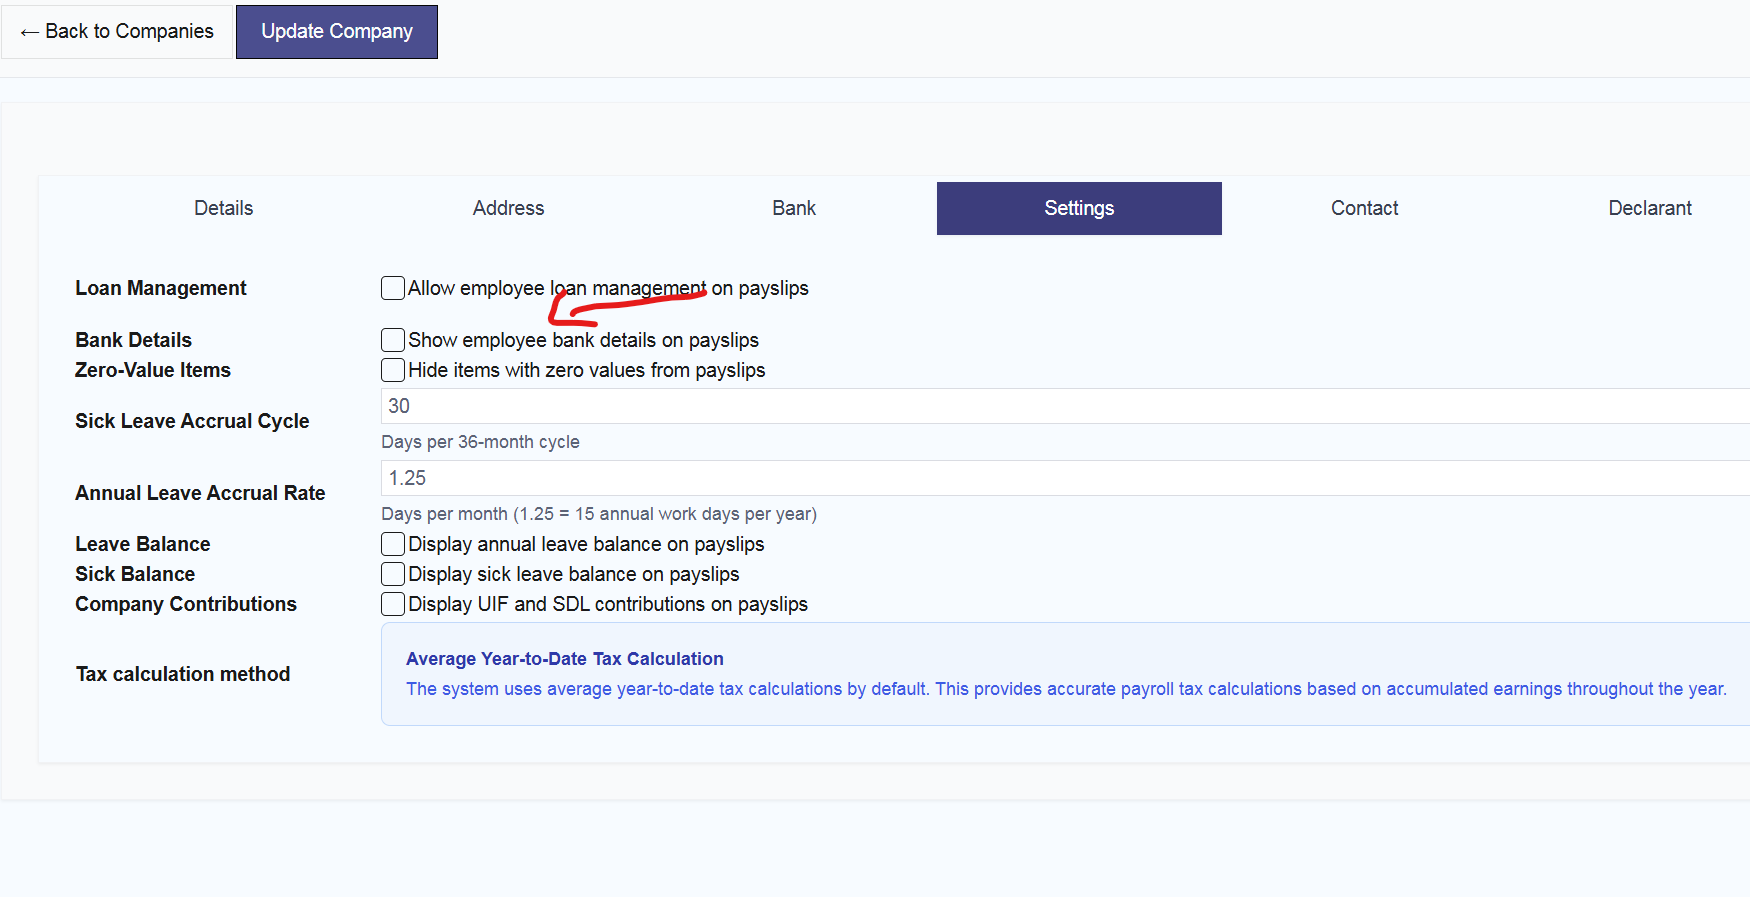 ← Back to Companies Update Company
Details Address Bank Settings Contact Declarant
Loan Management Allow employee loan management on payslips
Bank Details Show employee bank details on payslips
Zero-Value Items Hide items with zero values from payslips
Sick Leave Accrual Cycle 30
Days per 36-month cycle
Annual Leave Accrual Rate 1.25
Days per month (1.25 = 15 annual work days per year)
Leave Balance Display annual leave balance on payslips
Sick Balance Display sick leave balance on payslips
Company Contributions Display UIF and SDL contributions on payslips
Tax calculation method
Average Year-to-Date Tax Calculation
The system uses average year-to-date tax calculations by default. This provides accurate payroll tax calculations based on accumulated earnings throughout the year.